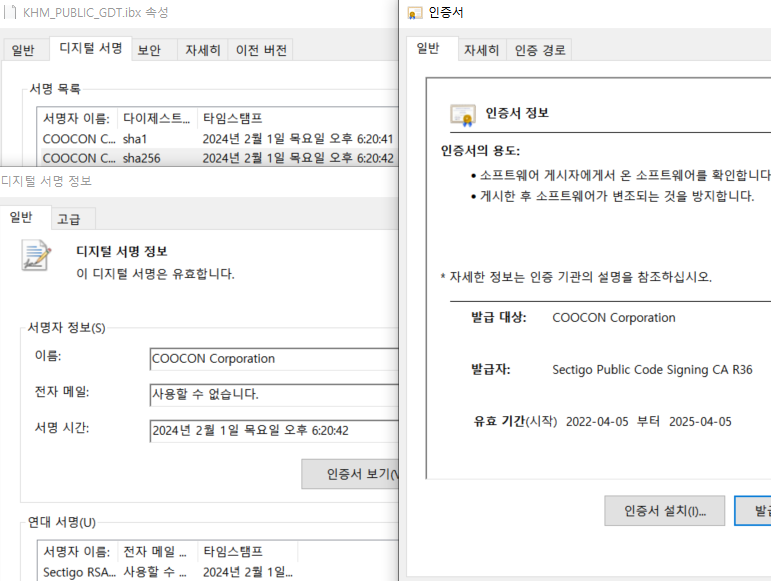 KHM_PUBLIC_GDT.ibx 속성
일반 디지털 서명 보안 자세히 이전 버전
서명 목록
서명자 이름: 다이제스트... 타임스탬프
COOCON C... sha1 2024년 2월 1일 목요일 오후 6:20:41
COOCON C... sha256 2024년 2월 1일 목요일 오후 6:20:42
디지털 서명 정보
일반 고급
디지털 서명 정보
이 디지털 서명은 유효합니다.
서명자 정보(S)
이름: COOCON Corporation
전자 메일: 사용할 수 없습니다.
서명 시간: 2024년 2월 1일 목요일 오후 6:20:42
인증서 보기(V
연대 서명(U)
서명자 이름: 전자 메일 ... 타임스탬프
Sectigo RSA... 사용할 수 ... 2024년 2월 1일...
인증서
일반 자세히 인증 경로
인증서 정보
인증서의 용도:
• 소프트웨어 게시자에게서 온 소프트웨어를 확인합니다
• 게시한 후 소프트웨어가 변조되는 것을 방지합니다.
* 자세한 정보는 인증 기관의 설명을 참조하십시오.
발급 대상: COOCON Corporation
발급자: Sectigo Public Code Signing CA R36
유효 기간(시작) 2022-04-05 부터 2025-04-05
인증서 설치(I)... 발급